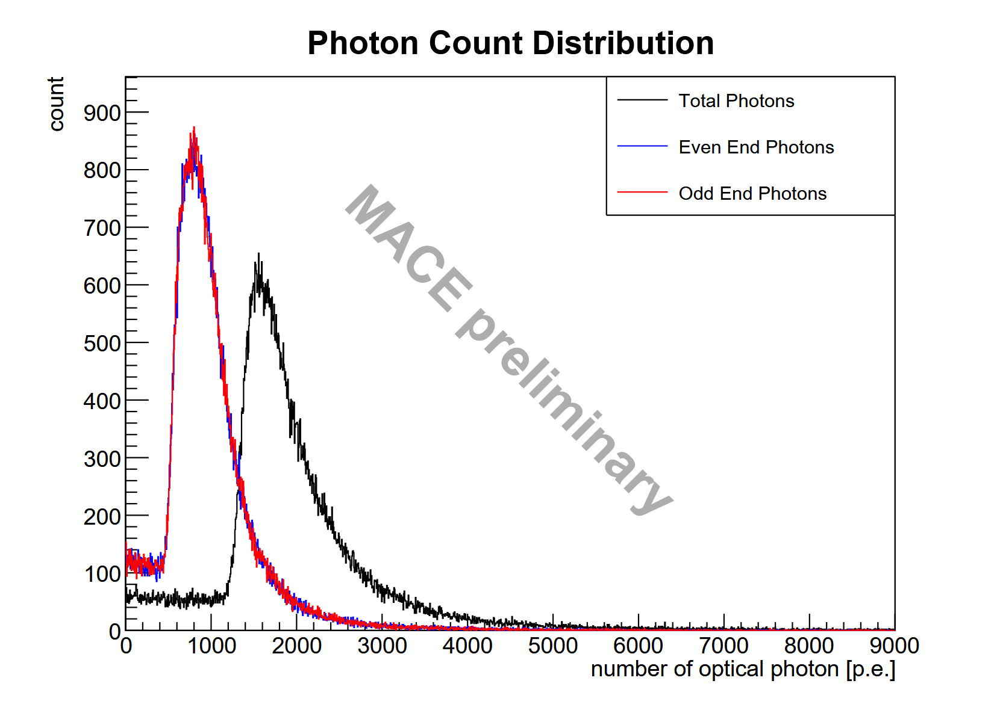 Photon Count Distribution
count
Total Photons
Even End Photons
Odd End Photons
MACE preliminary
900
800
700
600
500
400
300
200
100
0
0 1000 2000 3000 4000 5000 6000 7000 8000 9000
number of optical photon [p.e.]